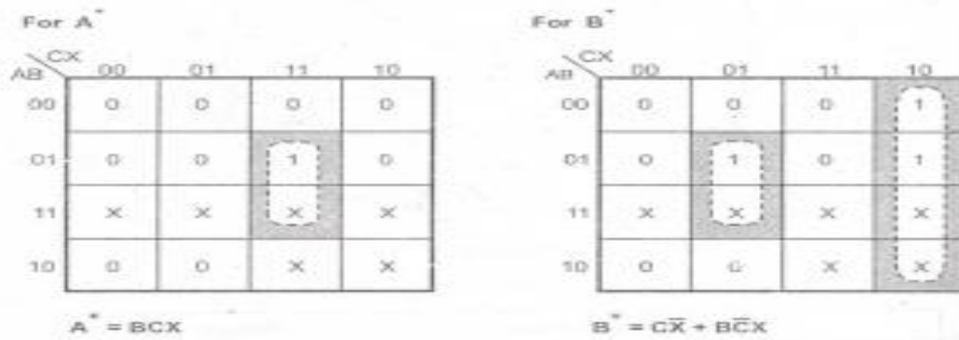 For A* For B*
CX CX
AB 00 01 11 10 AB 00 01 11 10
00 0 0 0 0 00 0 0 0 1
01 0 0 1 0 01 0 1 0 1
11 X X X X 11 X X X X
10 0 0 X X 10 0 0 X X
A* = BCX B* = CX̅ + BC̅X